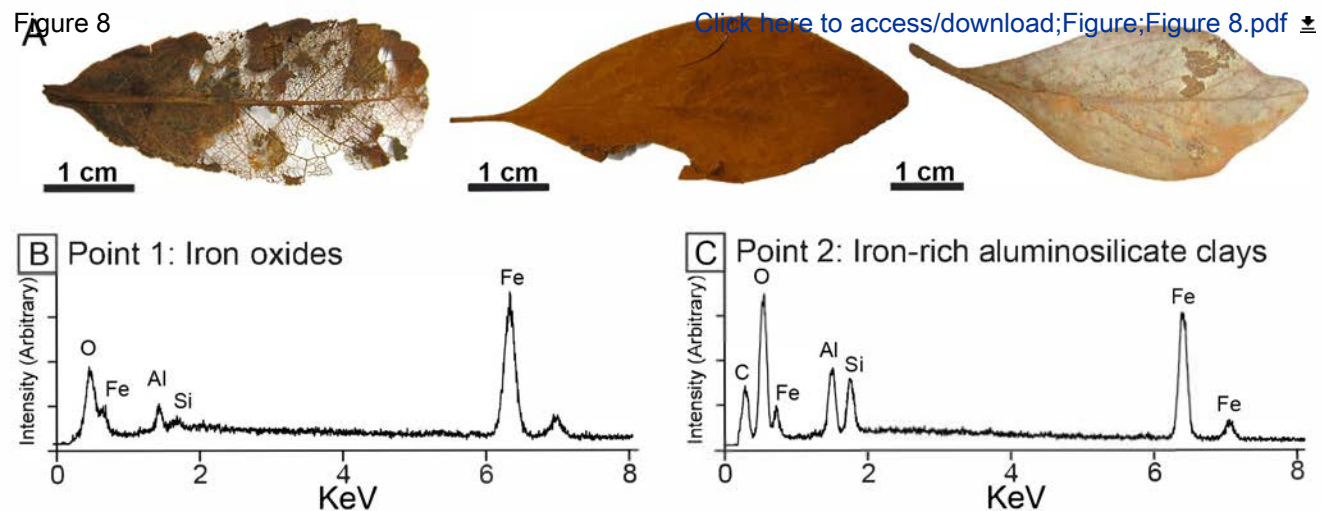 Figure 8
Click here to access/download;Figure;Figure 8.pdf
A
1 cm
1 cm
1 cm
B Point 1: Iron oxides
Intensity (Arbitrary)
O
Fe
Al
Si
Fe
0 2 4 6 8
KeV
C Point 2: Iron-rich aluminosilicate clays
Intensity (Arbitrary)
C
O
Fe
Al
Si
Fe
Fe
0 2 4 6 8
KeV